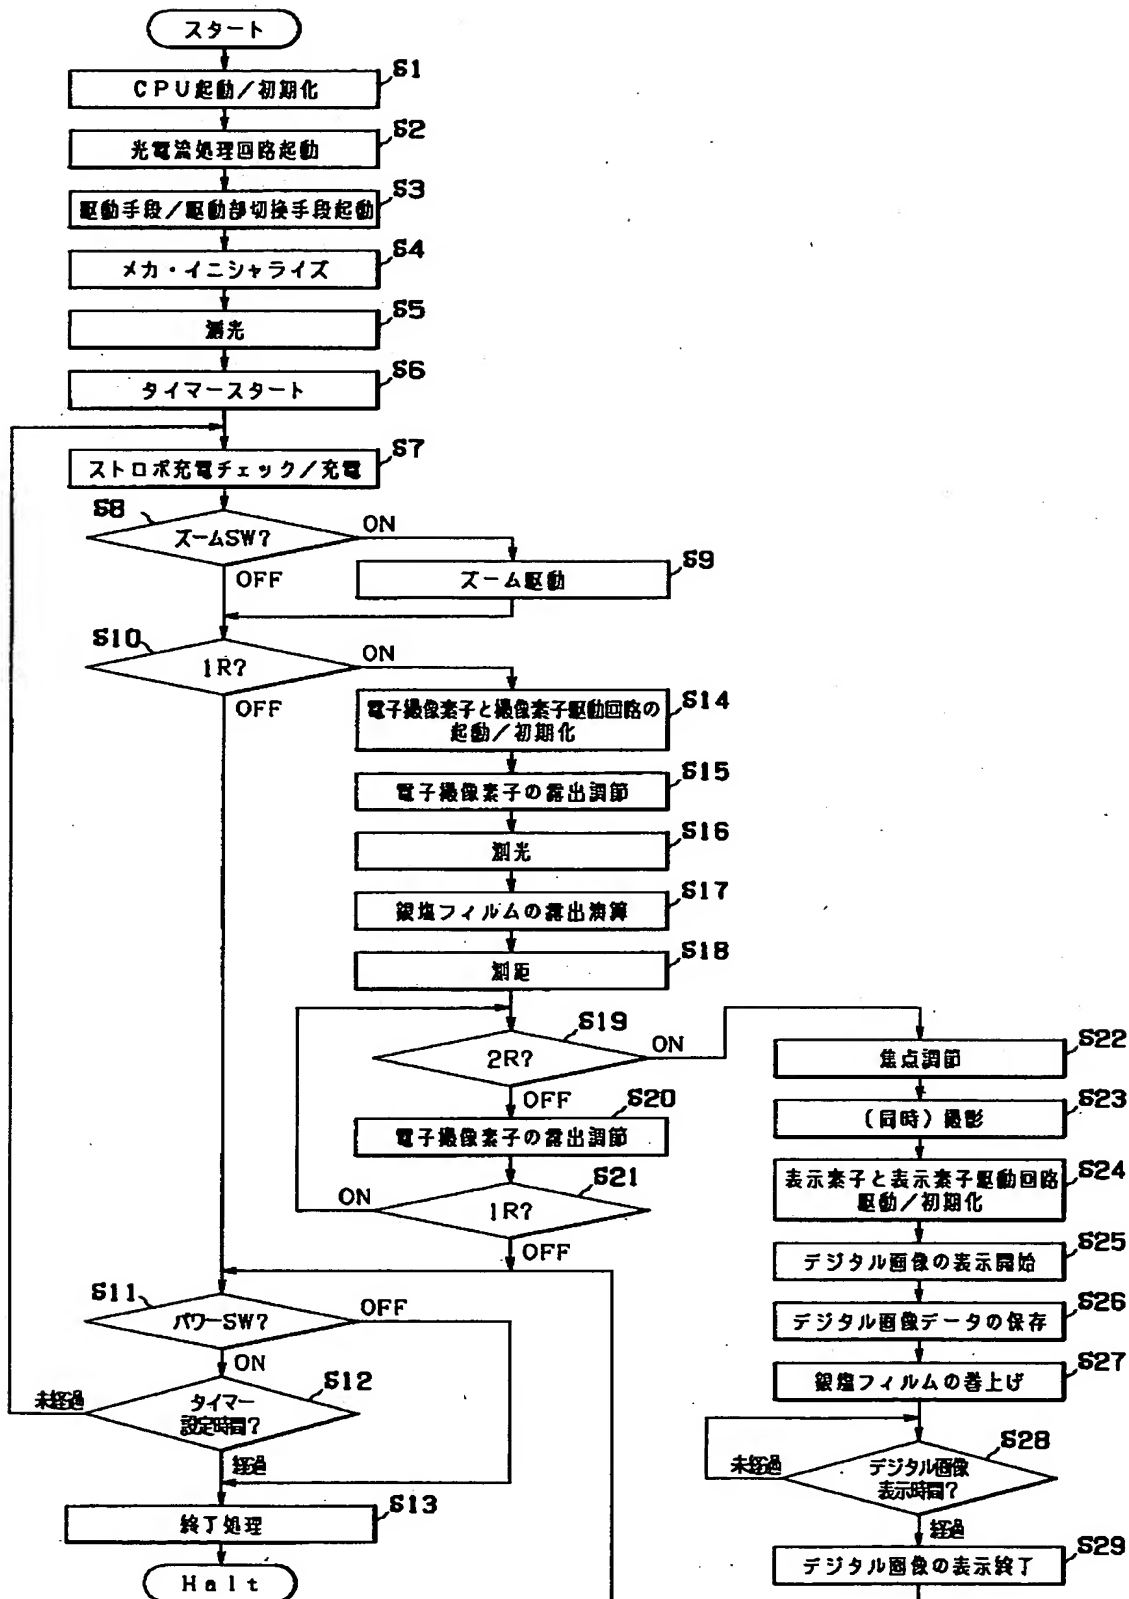 スタート
S1
CPU起動/初期化
S2
光電流処理回路起動
S3
駆動手段/駆動部切換手段起動
S4
メカ・イニシャライズ
S5
測光
S6
タイマースタート
S7
ストロボ充電チェック/充電
S8
ズームSW?
ON
OFF
S9
ズーム駆動
S10
1R?
ON
OFF
S14
電子撮像素子と撮像素子駆動回路の
起動/初期化
S15
電子撮像素子の露出調節
S16
測光
S17
銀塩フィルムの露出演算
S18
測距
S19
2R?
ON
OFF
S20
電子撮像素子の露出調節
S21
1R?
ON
OFF
S22
焦点調節
S23
(同時)撮影
S24
表示素子と表示素子駆動回路
駆動/初期化
S25
デジタル画像の表示開始
S26
デジタル画像データの保存
S27
銀塩フィルムの巻上げ
S28
デジタル画像
表示時間?
未経過
経過
S29
デジタル画像の表示終了
S11
パワーSW?
OFF
ON
S12
タイマー
設定時間?
未経過
経過
S13
終了処理
Halt